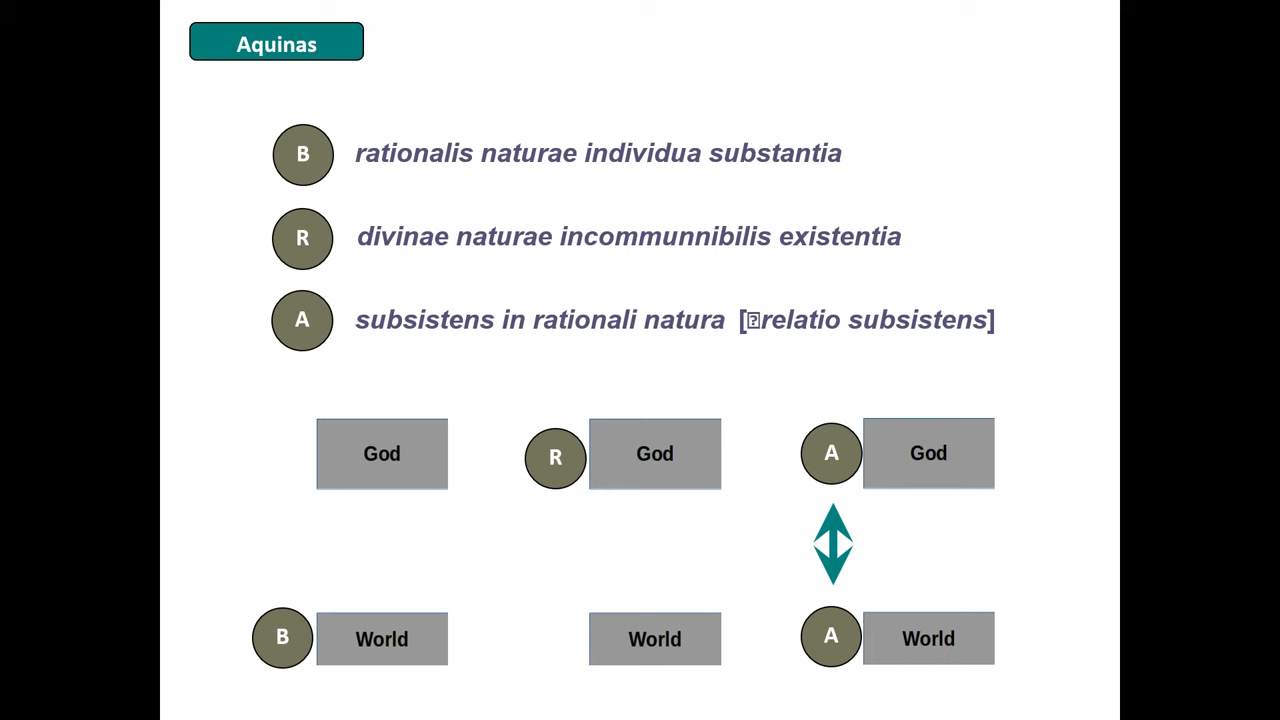 Aquinas
B rationalis naturae individua substantia
R divinae naturae incommunnibilis existentia
A subsistens in rationali natura [relatio subsistens]
God R God A God
B World World A World